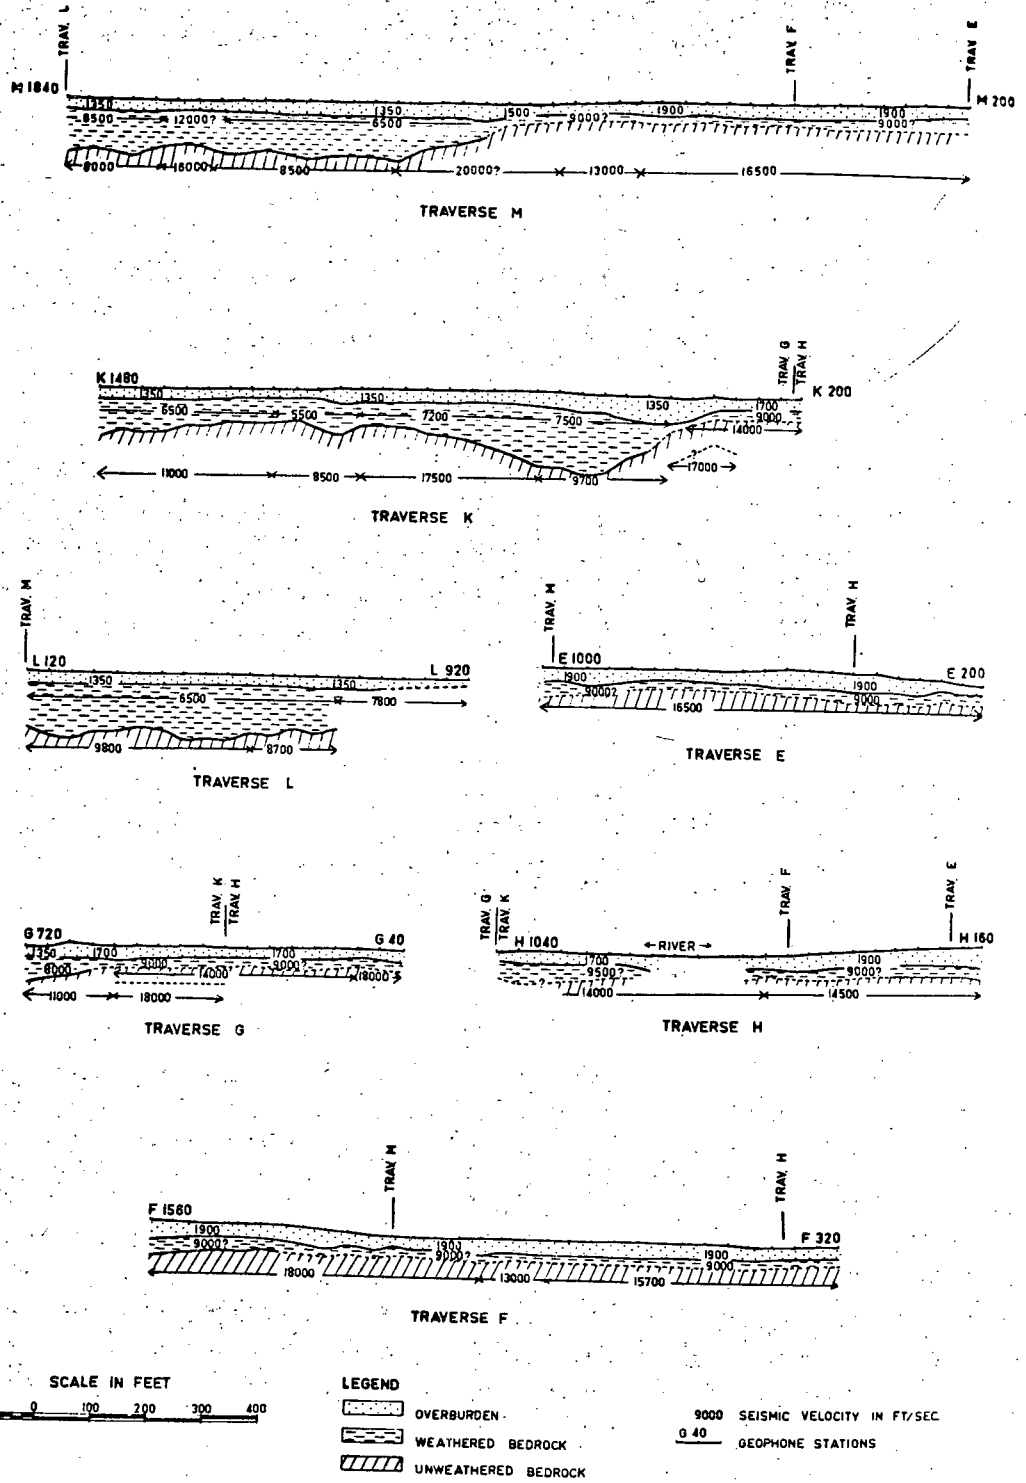 TRAV. L
TRAV. F
TRAV. E
M 1840
M 200
1350 1350 1500 1900 1900
8500 12000? 6500 9000? 9000?
8000 16000 8500 20000? 13000 16500
TRAVERSE M
TRAV. G
TRAV. H
K 1480
K 200
1350 1350 1350 1700
6500 5500 7200 7500 9000
14000
?
17000
11000 8500 17500 9700
TRAVERSE K
TRAV. M
L 120
L 920
1350 1350
6500 7800
9800 8700
TRAVERSE L
TRAV. M
TRAV. H
E 1000
E 200
1900 1900
9000? 9000
16500
TRAVERSE E
TRAV. K
TRAV. H
G 720
G 40
1350 1700 1700
8000 9000 9000?
14000 18000
11000 18000
TRAVERSE G
TRAV. G
TRAV. K
TRAV. F
TRAV. E
H 1040
RIVER
H 160
1700 1900
9500? 9000?
?
14000 14500
TRAVERSE H
TRAV. M
TRAV. H
F 1560
F 320
1900 1900 1900
9000? 9000? 9000
18000 13000 15700
TRAVERSE F
SCALE IN FEET
0 100 200 300 400
LEGEND
OVERBURDEN
WEATHERED BEDROCK
UNWEATHERED BEDROCK
9000 SEISMIC VELOCITY IN FT/SEC
G 40 GEOPHONE STATIONS